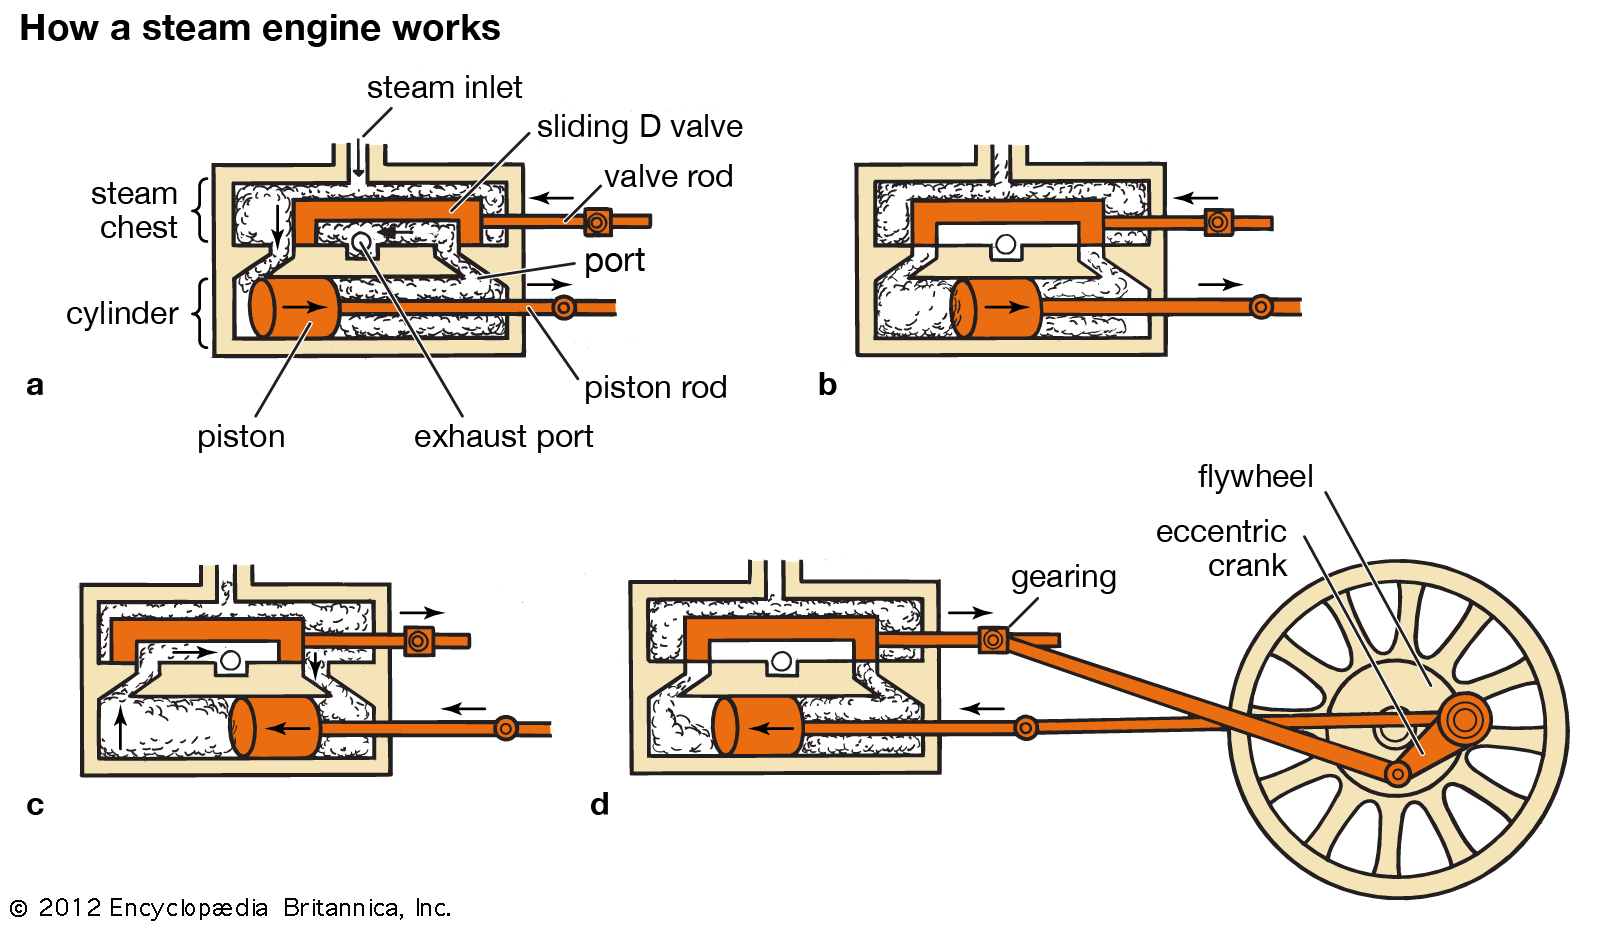 How a steam engine works
steam inlet
sliding D valve
valve rod
steam
chest
port
cylinder
piston rod
piston
exhaust port
a
b
flywheel
eccentric
crank
gearing
c
d
© 2012 Encyclopædia Britannica, Inc.